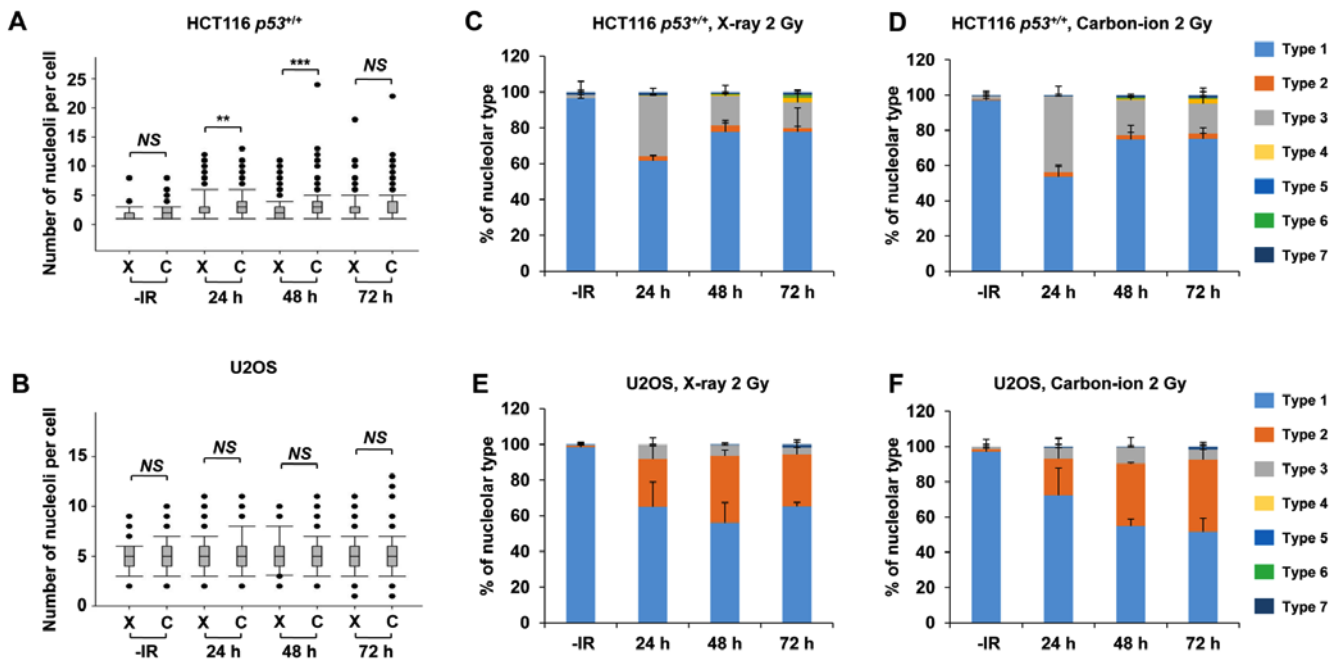 A
HCT116 p53+/+
Number of nucleoli per cell
25
20
15
10
5
0
NS
**
***
NS
X C X C X C X C
-IR 24 h 48 h 72 h
C
HCT116 p53+/+, X-ray 2 Gy
% of nucleolar type
120
100
80
60
40
20
0
-IR 24 h 48 h 72 h
D
HCT116 p53+/+, Carbon-ion 2 Gy
% of nucleolar type
120
100
80
60
40
20
0
-IR 24 h 48 h 72 h
Type 1
Type 2
Type 3
Type 4
Type 5
Type 6
Type 7
B
U2OS
Number of nucleoli per cell
15
10
5
0
NS
NS
NS
NS
X C X C X C X C
-IR 24 h 48 h 72 h
E
U2OS, X-ray 2 Gy
% of nucleolar type
120
100
80
60
40
20
0
-IR 24 h 48 h 72 h
F
U2OS, Carbon-ion 2 Gy
% of nucleolar type
120
100
80
60
40
20
0
-IR 24 h 48 h 72 h
Type 1
Type 2
Type 3
Type 4
Type 5
Type 6
Type 7